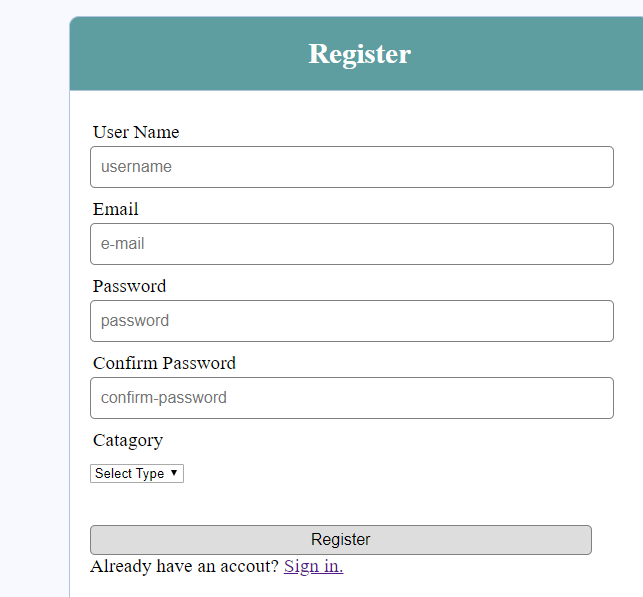 Register
User Name
username
Email
e-mail
Password
password
Confirm Password
confirm-password
Catagory
Select Type
Register
Already have an accout? Sign in.